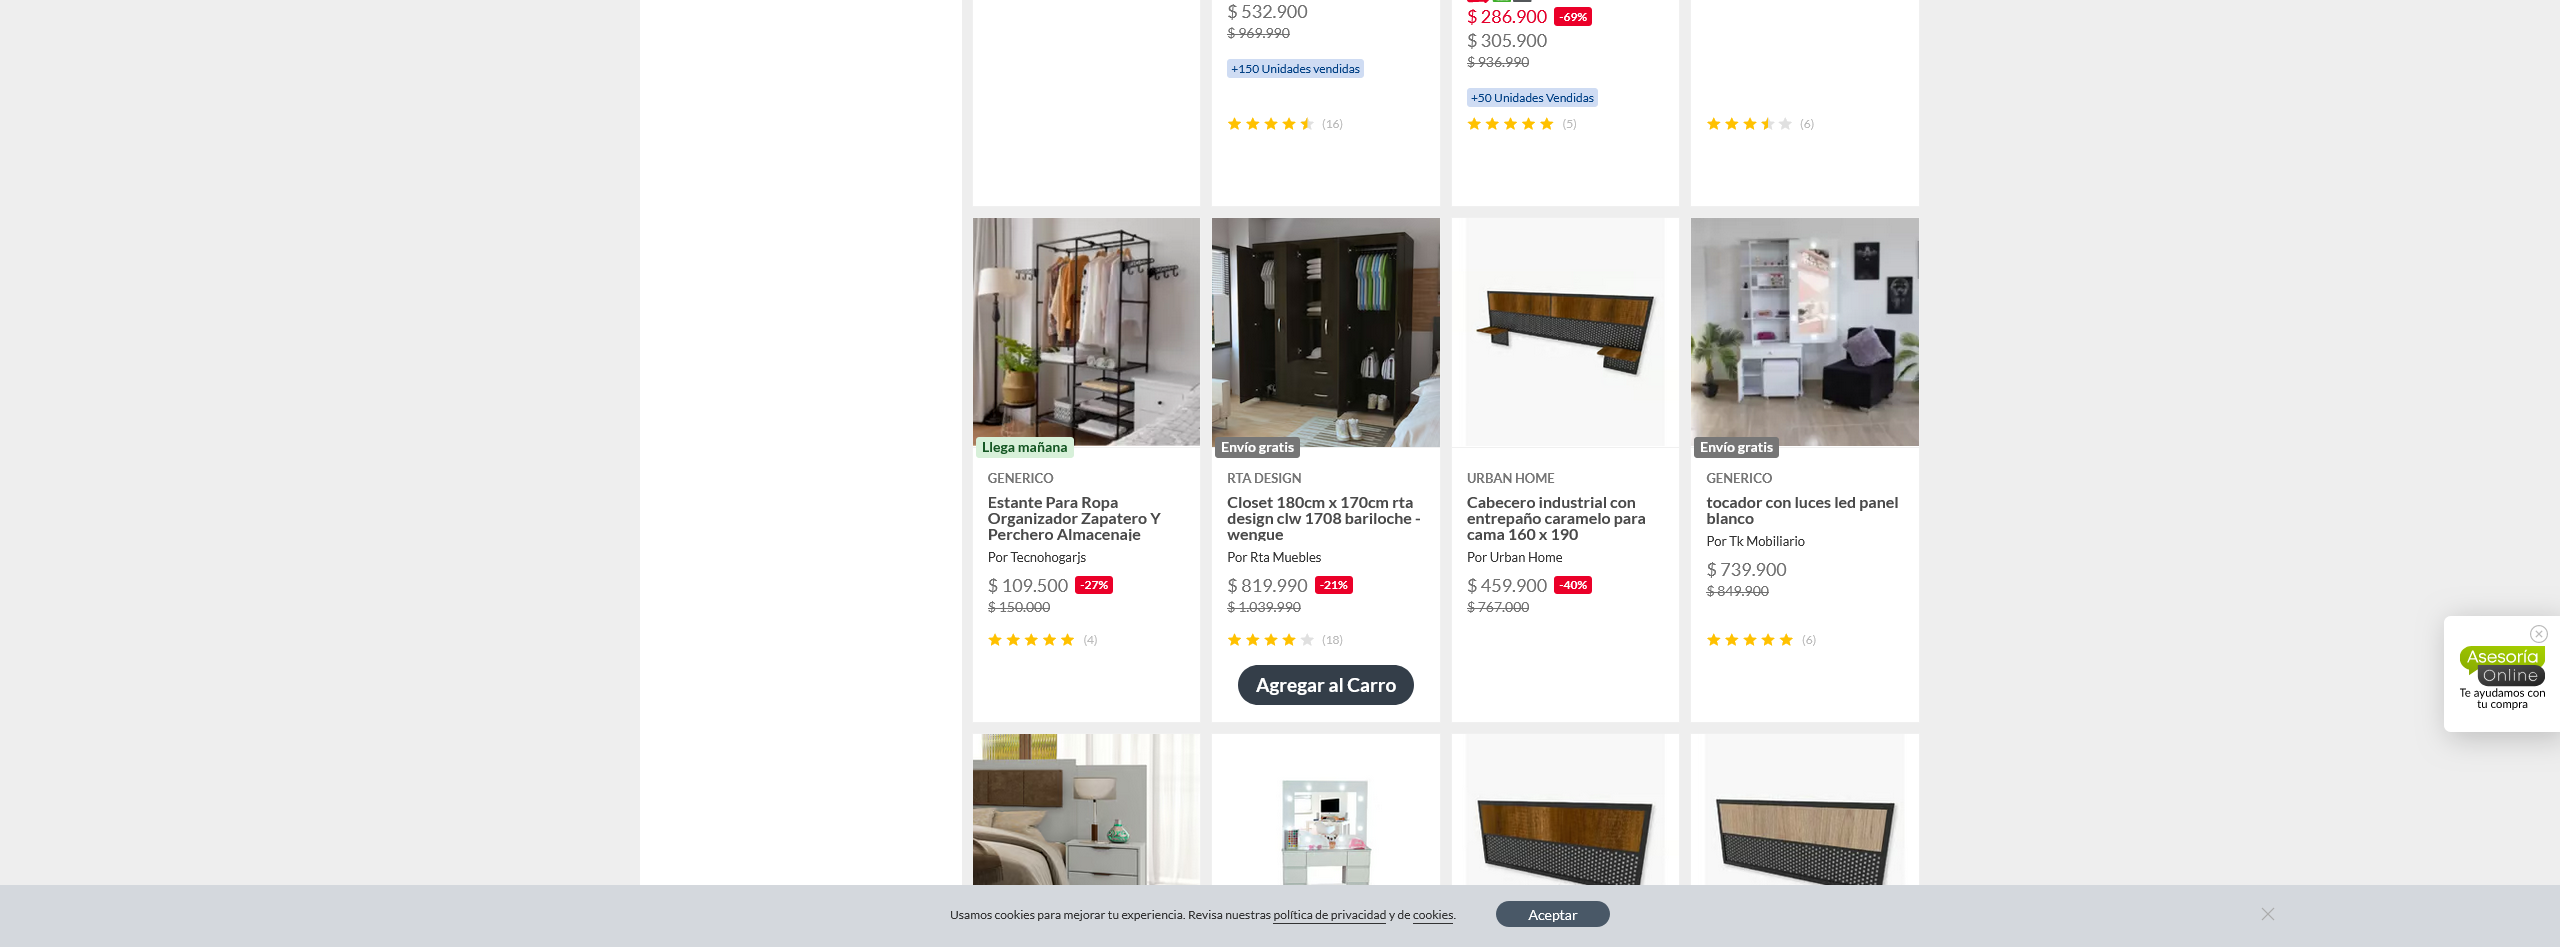 $ 532.900
$ 969.990
+150 Unidades vendidas
(16)
$ 286.900 -69%
$ 305.900
$ 936.990
+50 Unidades Vendidas
(5)
(6)
Llega mañana
GENERICO
Estante Para Ropa
Organizador Zapatero Y
Perchero Almacenaje
Por Tecnohogarjs
$ 109.500 -27%
$ 150.000
(4)
Envío gratis
RTA DESIGN
Closet 180cm x 170cm rta
design clw 1708 bariloche -
wengue
Por Rta Muebles
$ 819.990 -21%
$ 1.039.990
(18)
Agregar al Carro
URBAN HOME
Cabecero industrial con
entrepaño caramelo para
cama 160 x 190
Por Urban Home
$ 459.900 -40%
$ 767.000
Envío gratis
GENERICO
tocador con luces led panel
blanco
Por Tk Mobiliario
$ 739.900
$ 849.900
(6)
Asesoría
Online
Te ayudamos con
tu compra
Usamos cookies para mejorar tu experiencia. Revisa nuestras política de privacidad y de cookies.
Aceptar